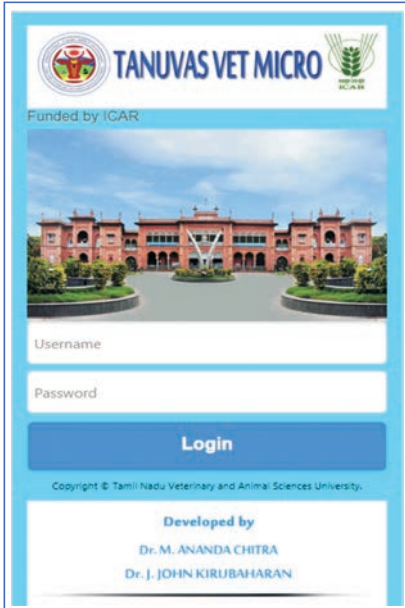 TANUVAS VET MICRO
ICAR
Funded by ICAR
Username
Password
Login
Copyright © Tamil Nadu Veterinary and Animal Sciences University.
Developed by
Dr. M. ANANDA CHITRA
Dr. J. JOHN KIRUBAHARAN